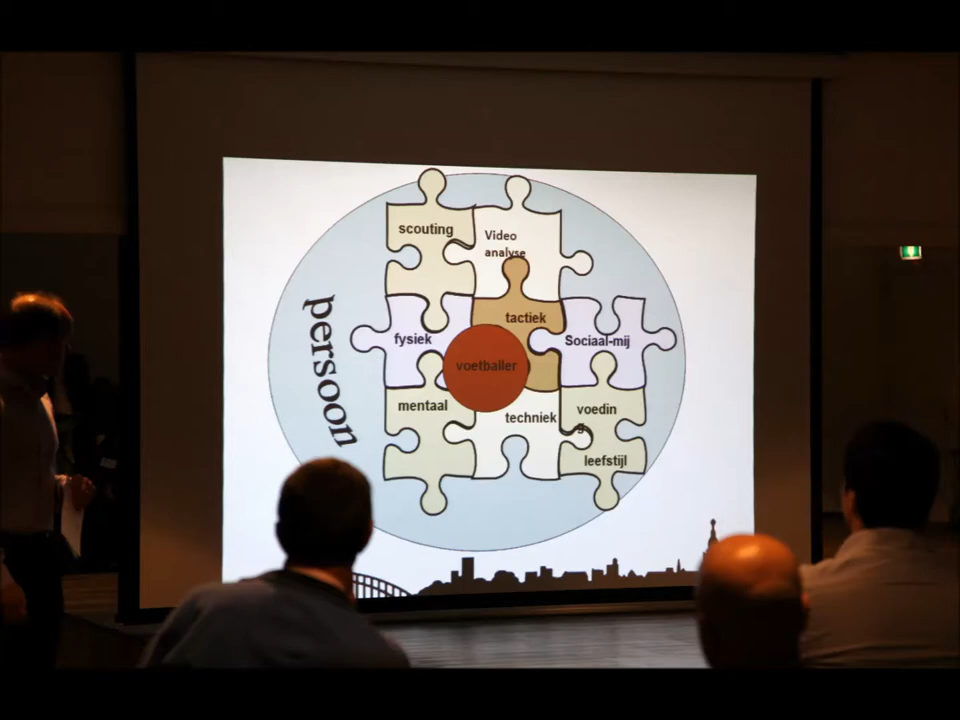 scouting
Video
analyse
persoon
fysiek
tactiek
Sociaal-mij
voetballer
mentaal
techniek
voedin
g
leefstijl